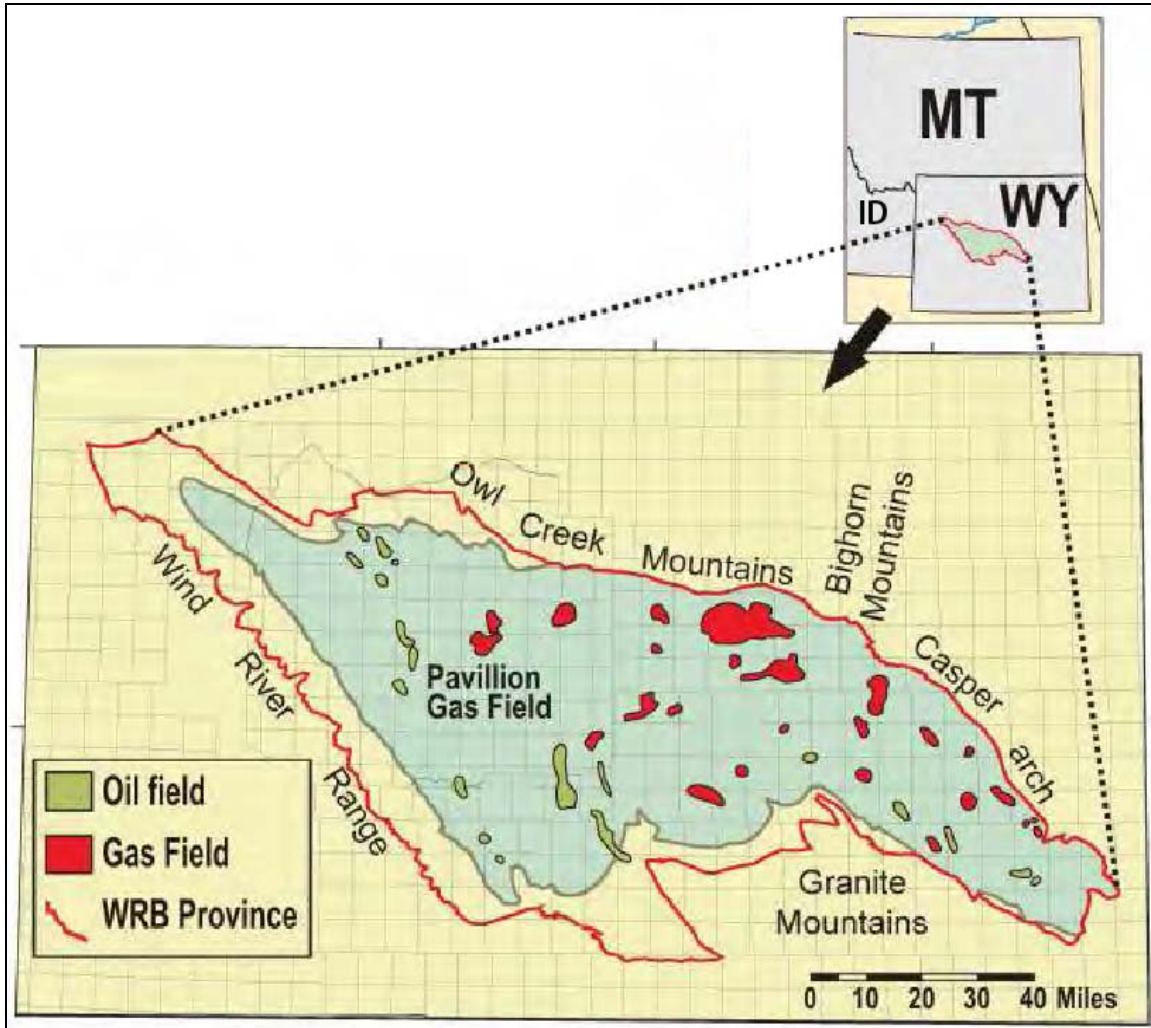 MT
WY
ID
Owl
Creek
Mountains
Bighorn
Mountains
Casper
arch
Wind
River
Range
Pavillion
Gas Field
Granite
Mountains
Oil field
Gas Field
WRB Province
0 10 20 30 40 Miles